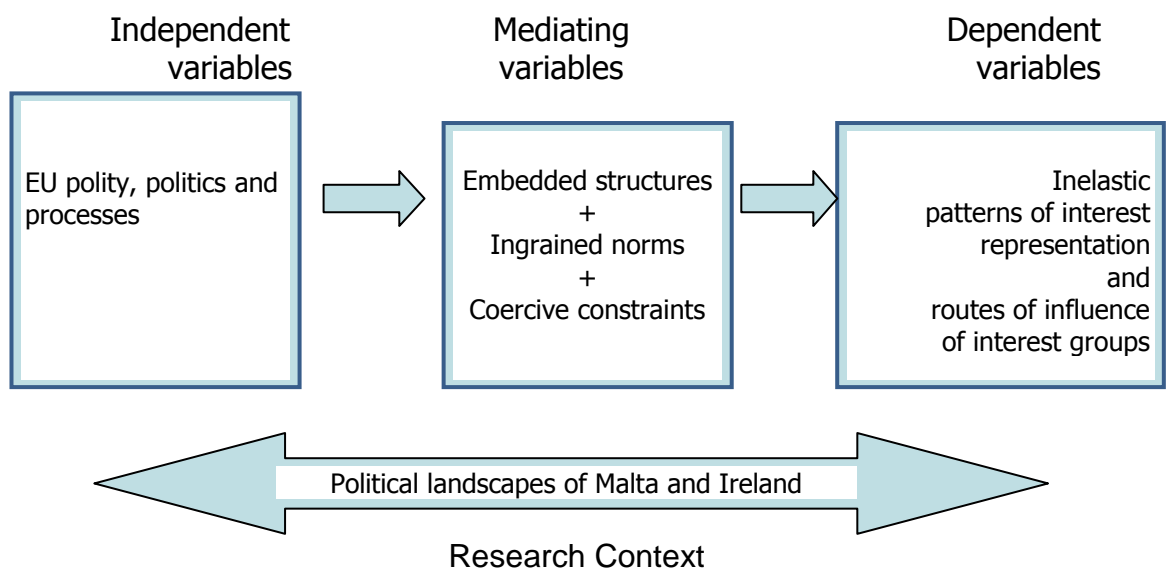 Independent
variables
Mediating
variables
Dependent
variables
EU polity, politics and
processes
Embedded structures
+
Ingrained norms
+
Coercive constraints
Inelastic
patterns of interest
representation
and
routes of influence
of interest groups
Political landscapes of Malta and Ireland
Research Context